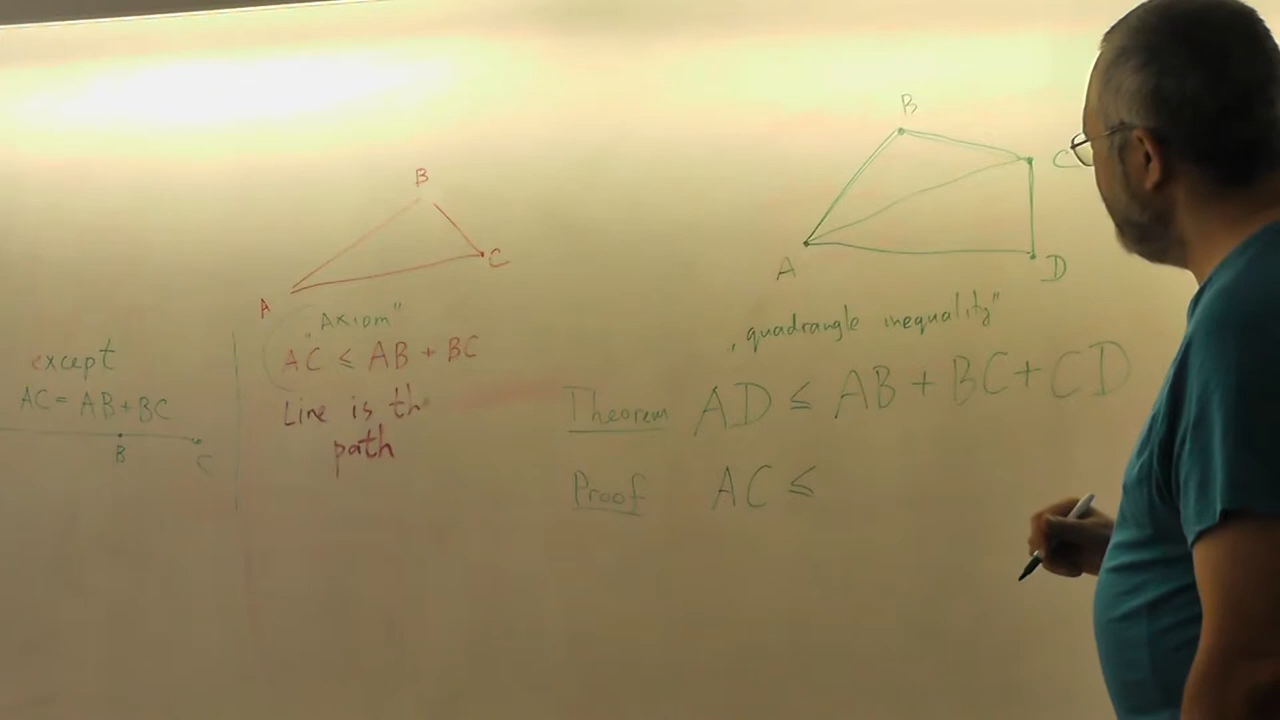 except
AC = AB + BC
B
C
B
A
C
"Axiom"
AC ≤ AB + BC
Line is th
path
B
C
A
D
"quadrangle inequality"
Theorem AD ≤ AB + BC + CD
Proof AC ≤